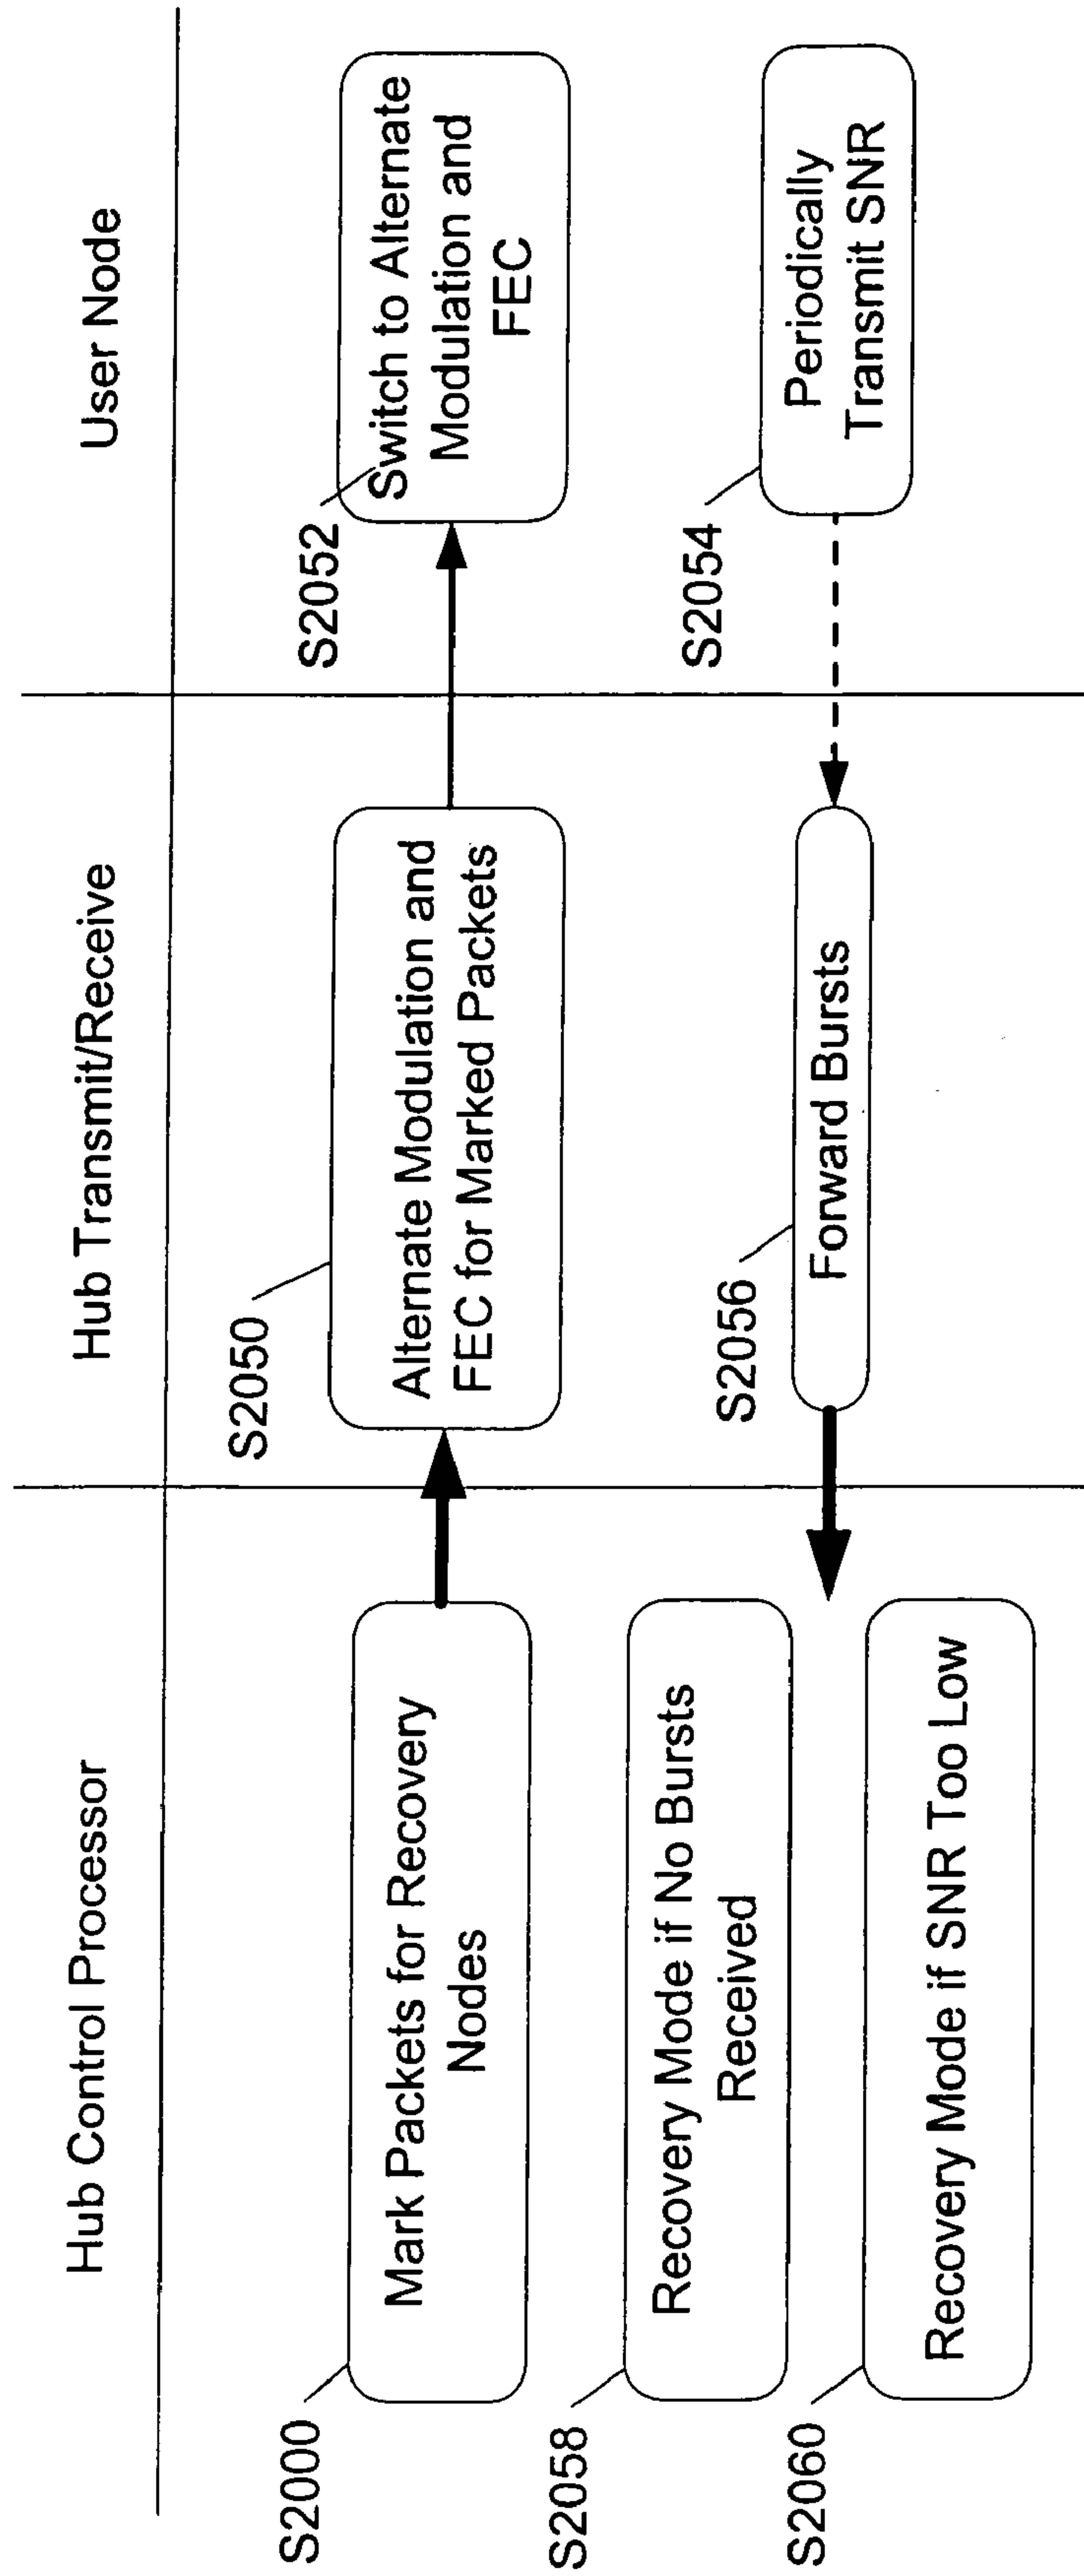 Hub Control Processor
Hub Transmit/Receive
User Node
S2000
Mark Packets for Recovery
Nodes
S2050
Alternate Modulation and
FEC for Marked Packets
S2052
Switch to Alternate
Modulation and
FEC
S2058
Recovery Mode if No Bursts
Received
S2056
Forward Bursts
S2054
Periodically
Transmit SNR
S2060
Recovery Mode if SNR Too Low